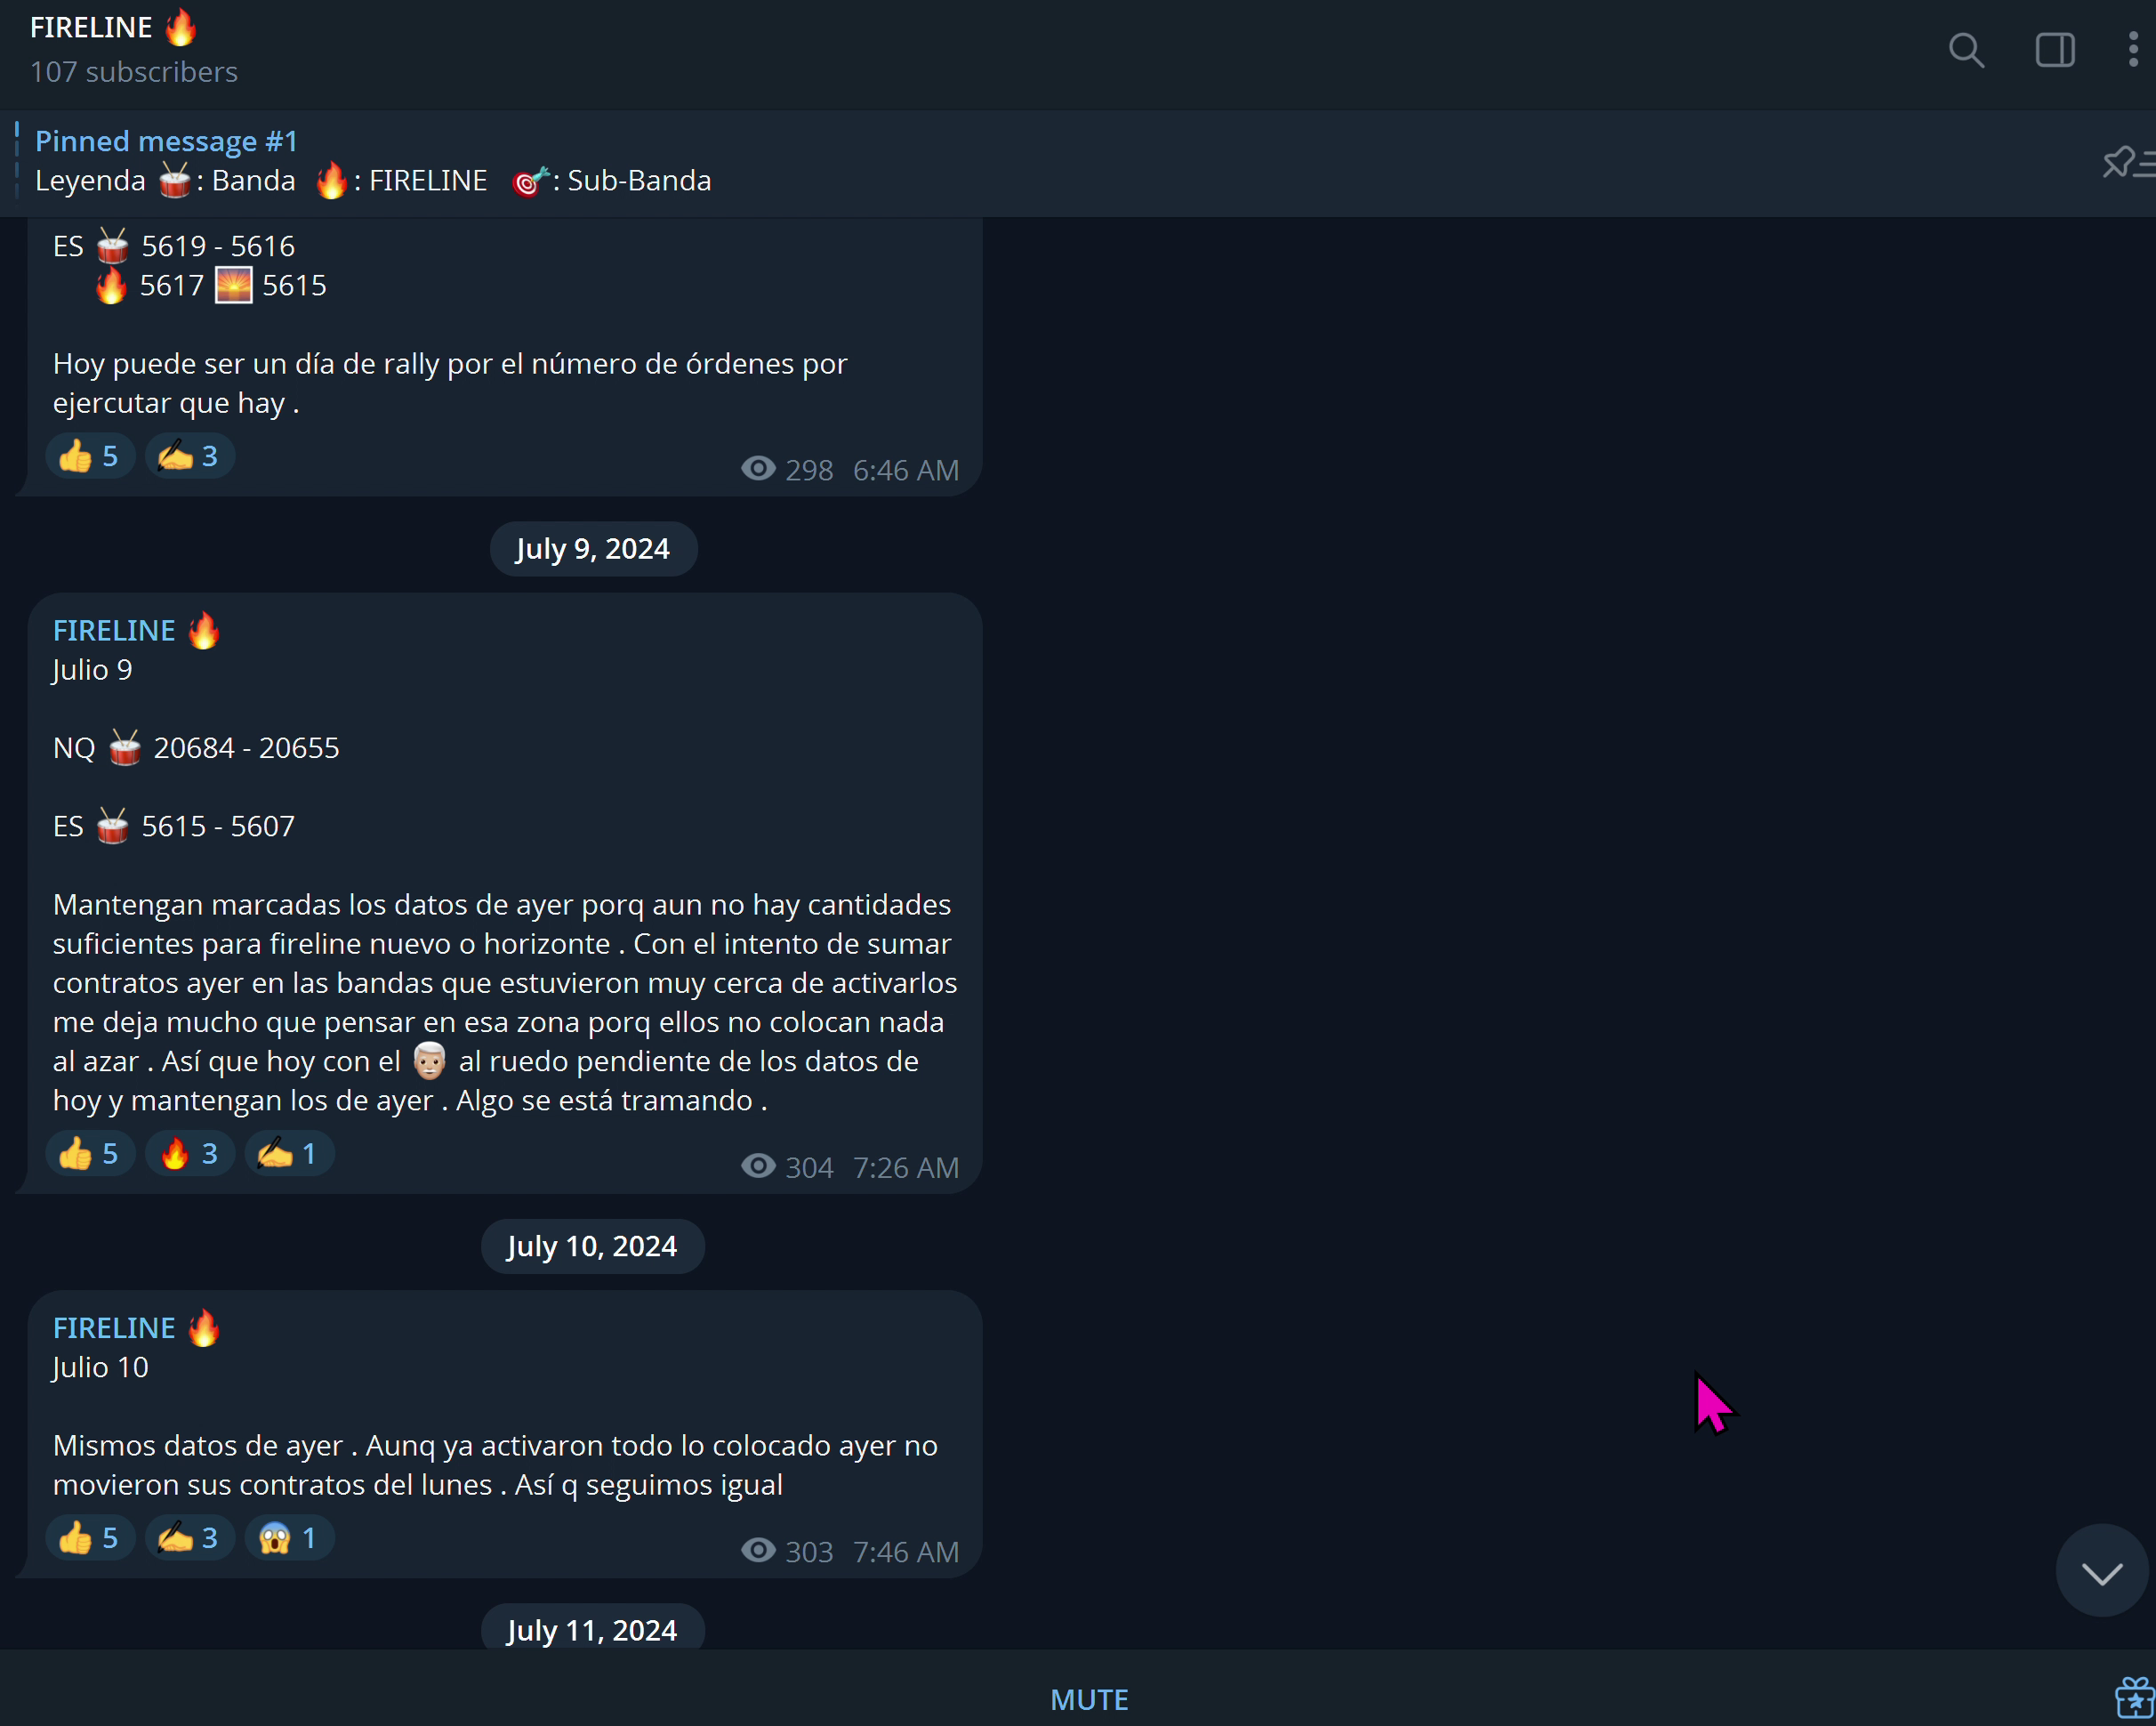 FIRELINE 🔥
107 subscribers
Pinned message #1
Leyenda 🥁: Banda 🔥: FIRELINE 🎯: Sub-Banda
ES 🥁 5619 - 5616
🔥 5617 🌅 5615
Hoy puede ser un día de rally por el número de órdenes por
ejercutar que hay .
👍 5 ✍️ 3
298 6:46 AM
July 9, 2024
FIRELINE 🔥
Julio 9
NQ 🥁 20684 - 20655
ES 🥁 5615 - 5607
Mantengan marcadas los datos de ayer porq aun no hay cantidades
suficientes para fireline nuevo o horizonte . Con el intento de sumar
contratos ayer en las bandas que estuvieron muy cerca de activarlos
me deja mucho que pensar en esa zona porq ellos no colocan nada
al azar . Así que hoy con el 👨🏼‍🦳 al ruedo pendiente de los datos de
hoy y mantengan los de ayer . Algo se está tramando .
👍 5 🔥 3 ✍️ 1
304 7:26 AM
July 10, 2024
FIRELINE 🔥
Julio 10
Mismos datos de ayer . Aunq ya activaron todo lo colocado ayer no
movieron sus contratos del lunes . Así q seguimos igual
👍 5 ✍️ 3 😱 1
303 7:46 AM
July 11, 2024
MUTE